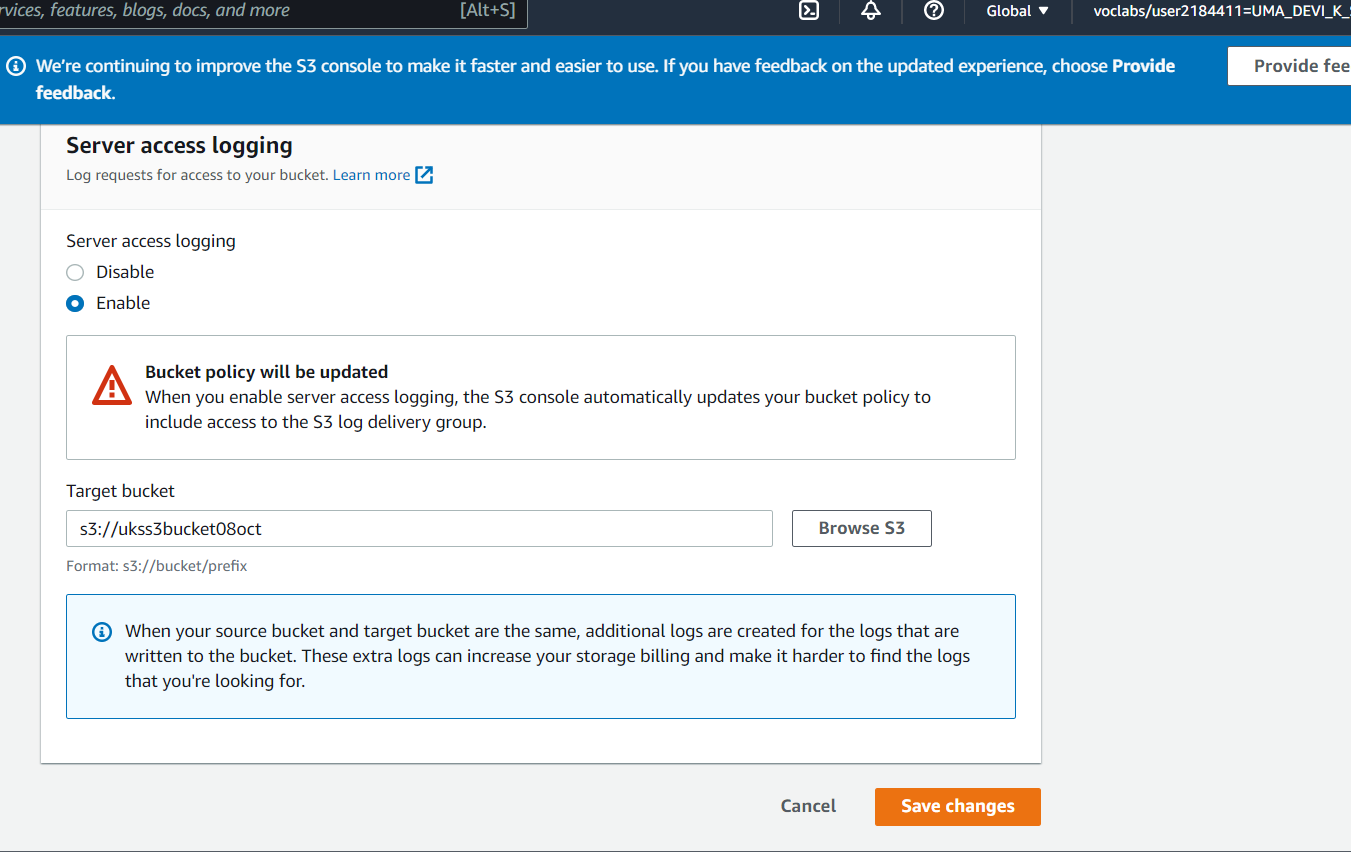 rvices, features, blogs, docs, and more [Alt+S] Global voclabs/user2184411=UMA_DEVI_K_S
We're continuing to improve the S3 console to make it faster and easier to use. If you have feedback on the updated experience, choose Provide
feedback.
Provide fee
Server access logging
Log requests for access to your bucket. Learn more
Server access logging
Disable
Enable
Bucket policy will be updated
When you enable server access logging, the S3 console automatically updates your bucket policy to
include access to the S3 log delivery group.
Target bucket
s3://ukss3bucket08oct Browse S3
Format: s3://bucket/prefix
When your source bucket and target bucket are the same, additional logs are created for the logs that are
written to the bucket. These extra logs can increase your storage billing and make it harder to find the logs
that you're looking for.
Cancel Save changes